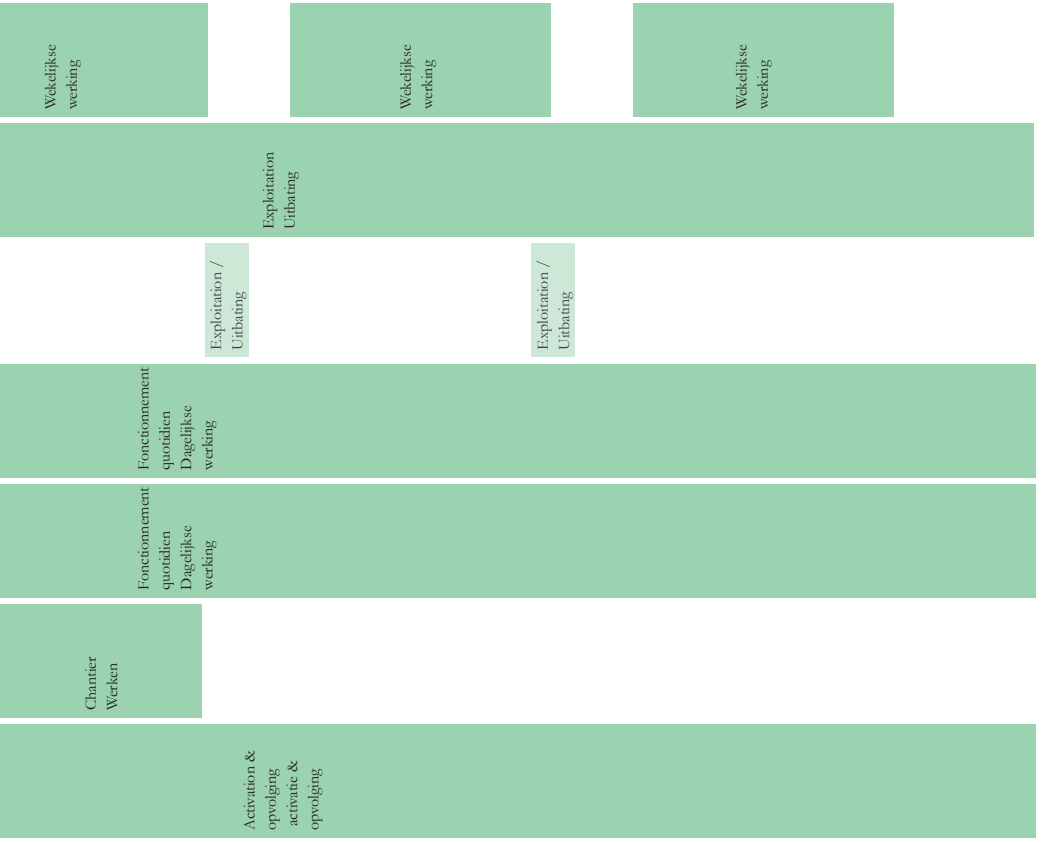 Wekelijkse
werking
Wekelijkse
werking
Wekelijkse
werking
Exploitation
Uitbating
Exploitation /
Uitbating
Exploitation /
Uitbating
Fonctionnement
quotidien
Dagelijkse
werking
Fonctionnement
quotidien
Dagelijkse
werking
Chantier
Werken
Activation &
opvolging
activatie &
opvolging